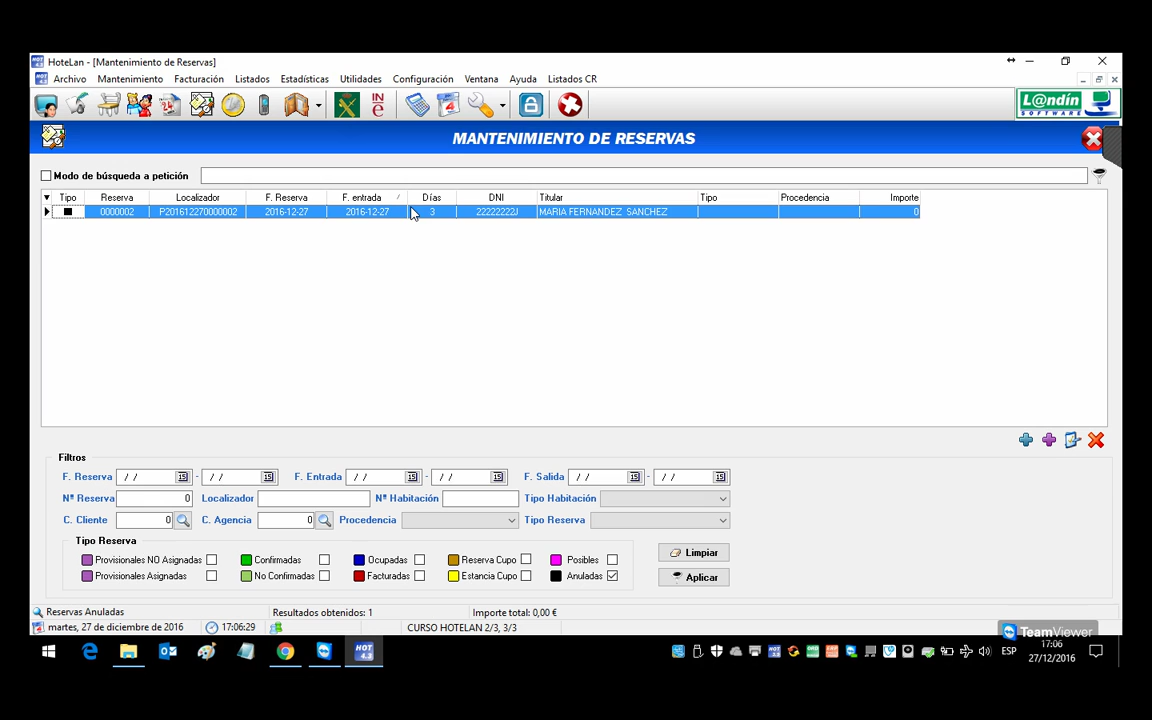 HoteLan - [Mantenimiento de Reservas]
Archivo Mantenimiento Facturación Listados Estadísticas Utilidades Configuración Ventana Ayuda Listados CR
L@ndín
SOFTWARE
MANTENIMIENTO DE RESERVAS
Modo de búsqueda a petición
Tipo Reserva Localizador F. Reserva F. entrada Días DNI Titular Tipo Procedencia Importe
0000002 P201612270000002 2016-12-27 2016-12-27 3 22222222J MARIA FERNANDEZ SANCHEZ 0
Filtros
F. Reserva / / - / / F. Entrada / / - / / F. Salida / / - / /
Nº Reserva 0 Localizador Nº Habitación Tipo Habitación
C. Cliente 0 C. Agencia 0 Procedencia Tipo Reserva
Tipo Reserva
Provisionales NO Asignadas Confirmadas Ocupadas Reserva Cupo Posibles Limpiar
Provisionales Asignadas No Confirmadas Facturadas Estancia Cupo Anuladas Aplicar
Reservas Anuladas Resultados obtenidos: 1 Importe total: 0,00 €
martes, 27 de diciembre de 2016 17:06:29 CURSO HOTELAN 2/3, 3/3
TeamViewer
ESP 17:06
27/12/2016